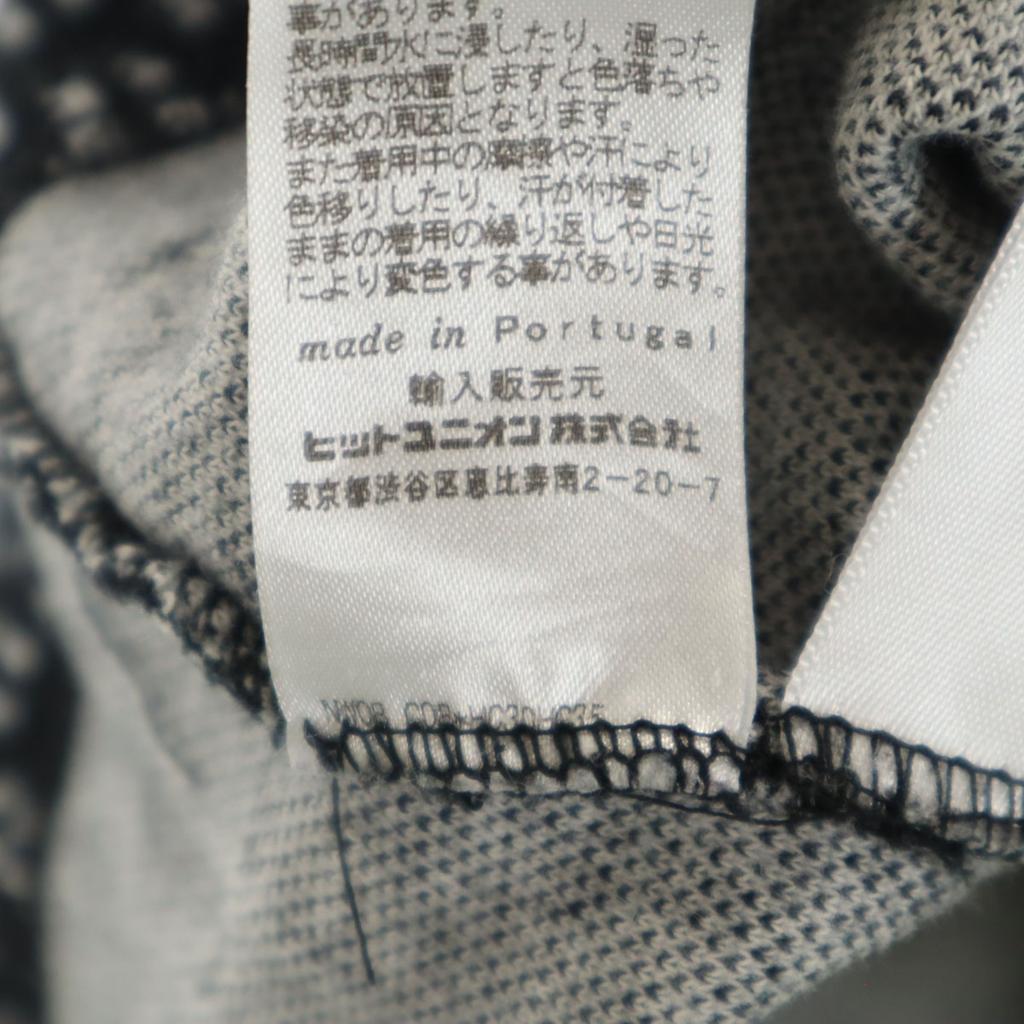 事があります。
長時間水に浸したり、湿った
状態で放置しますと色落ちや
移染の原因となります。
また着用中の摩擦や汗により
色移りしたり、汗が付着した
ままの着用の繰り返しや日光
により変色する事があります。
made in Portugal
輸入販売元
ヒットユニオン株式会社
東京都渋谷区恵比寿南2-20-7